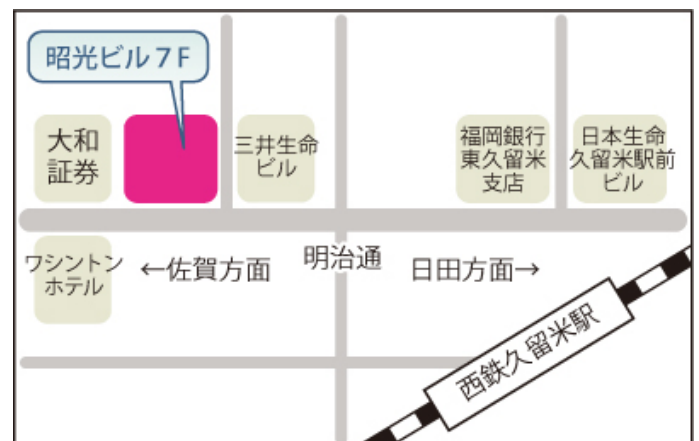 昭光ビル７F
大和
証券
三井生命
ビル
福岡銀行
東久留米
支店
日本生命
久留米駅前
ビル
ワシントン
ホテル
←佐賀方面
明治通
日田方面→
西鉄久留米駅